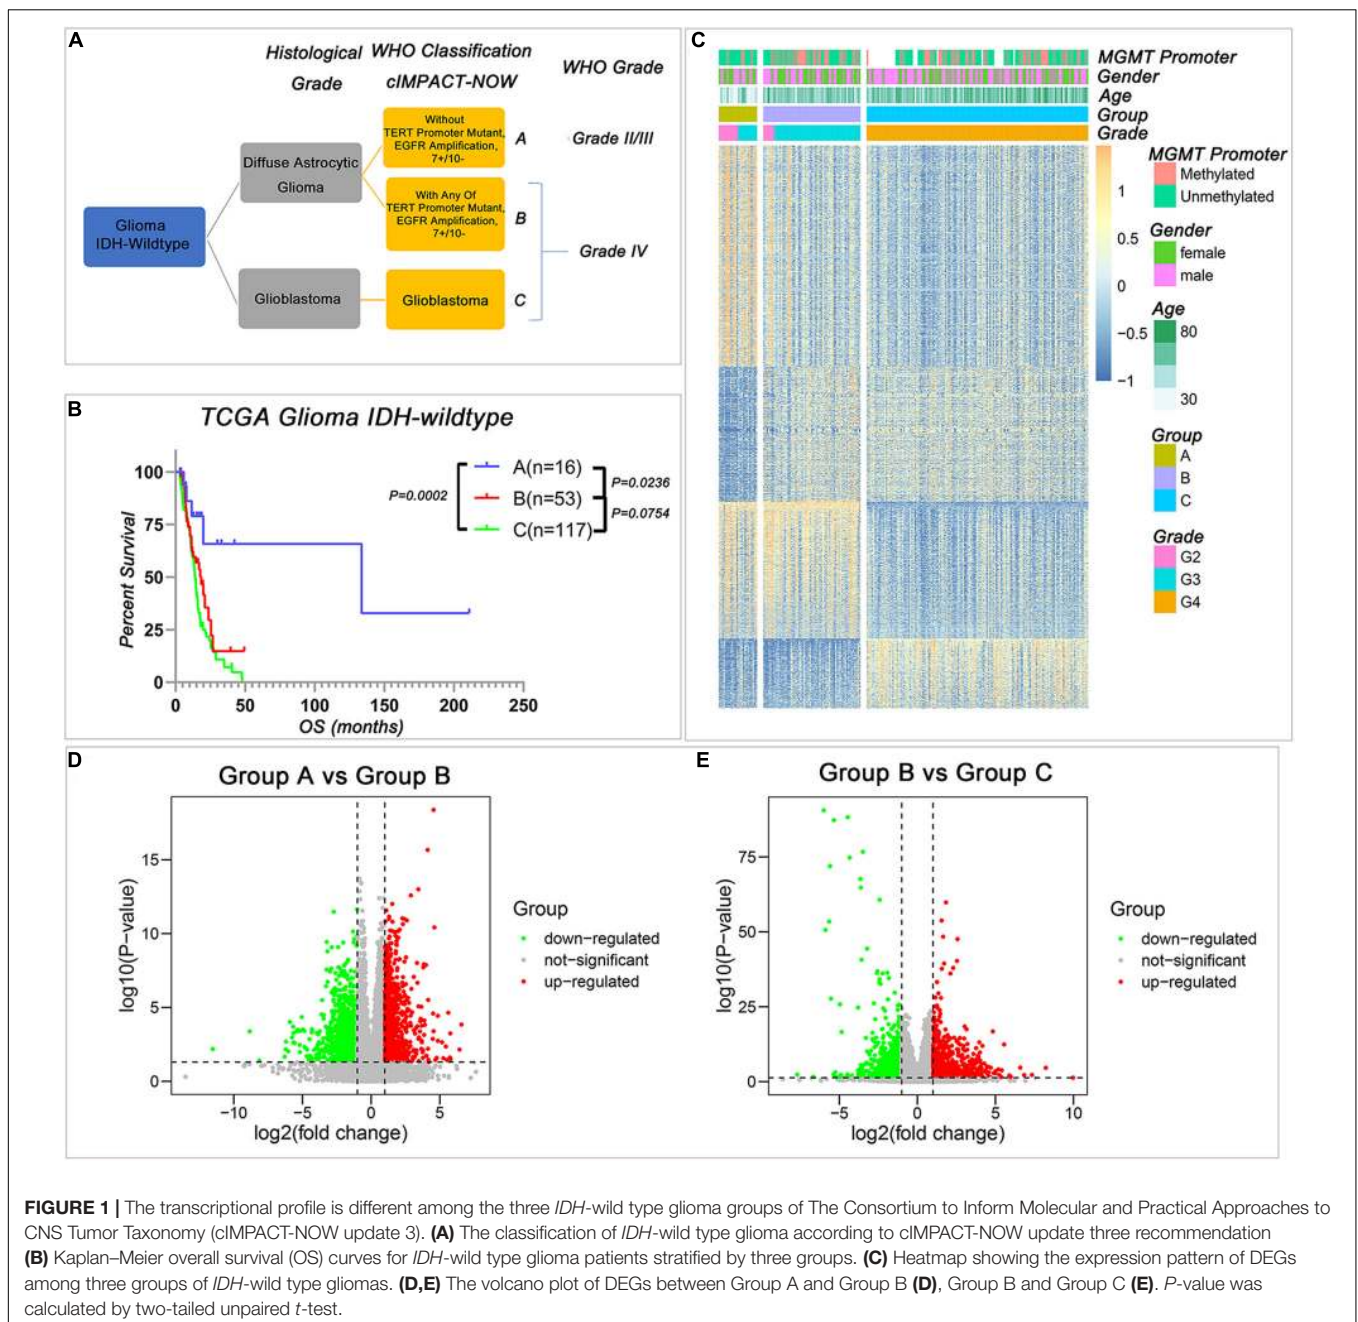 A
Histological
Grade
WHO Classification
cIMPACT-NOW
WHO Grade
Glioma
IDH-Wildtype
Diffuse Astrocytic
Glioma
Glioblastoma
Without
TERT Promoter Mutant,
EGFR Amplification,
7+/10-
A
Grade II/III
With Any Of
TERT Promoter Mutant,
EGFR Amplification,
7+/10-
B
Grade IV
Glioblastoma
C
B
TCGA Glioma IDH-wildtype
Percent Survival
100
75
50
25
0
0 50 100 150 200 250
OS (months)
P=0.0002
A(n=16)
B(n=53)
C(n=117)
P=0.0236
P=0.0754
C
MGMT Promoter
Gender
Age
Group
Grade
1
0.5
0
−0.5
−1
MGMT Promoter
Methylated
Unmethylated
Gender
female
male
Age
80
30
Group
A
B
C
Grade
G2
G3
G4
D
Group A vs Group B
log10(P−value)
15
10
5
0
−10 −5 0 5
log2(fold change)
Group
down−regulated
not−significant
up−regulated
E
Group B vs Group C
log10(P−value)
75
50
25
0
−5 0 5 10
log2(fold change)
Group
down−regulated
not−significant
up−regulated
FIGURE 1 | The transcriptional profile is different among the three IDH-wild type glioma groups of The Consortium to Inform Molecular and Practical Approaches to
CNS Tumor Taxonomy (cIMPACT-NOW update 3). (A) The classification of IDH-wild type glioma according to cIMPACT-NOW update three recommendation
(B) Kaplan–Meier overall survival (OS) curves for IDH-wild type glioma patients stratified by three groups. (C) Heatmap showing the expression pattern of DEGs
among three groups of IDH-wild type gliomas. (D,E) The volcano plot of DEGs between Group A and Group B (D), Group B and Group C (E). P-value was
calculated by two-tailed unpaired t-test.